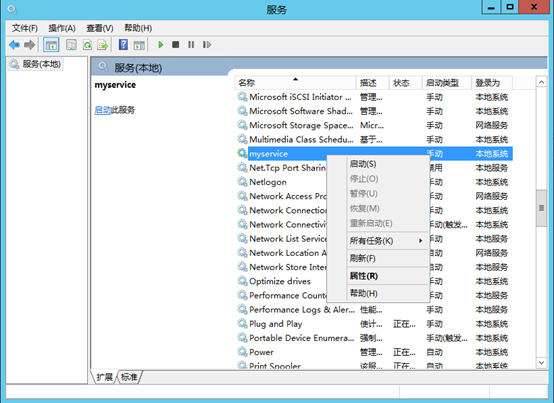 服务
文件(F) 操作(A) 查看(V) 帮助(H)
服务(本地)
服务(本地)
myservice
启动此服务
名称 描述 状态 启动类型 登录为
Microsoft iSCSI Initiator ... 管理... 手动 本地系统
Microsoft Software Shad... 管理... 手动 本地系统
Microsoft Storage Space... Micr... 手动 网络服务
Multimedia Class Schedu... 基于... 手动 本地系统
myservice 手动 本地系统
Net.Tcp Port Sharin 禁用 本地服务
Netlogon 手动 本地系统
Network Access Pro 手动 网络服务
Network Connection 手动 本地系统
Network Connectivi 手动(触发... 本地系统
Network List Service 手动 本地服务
Network Location A 自动 网络服务
Network Store Inter 自动 本地服务
Optimize drives 手动 本地系统
Performance Counte 手动 本地服务
Performance Logs & Aler... 性能... 手动 本地服务
Plug and Play 使计... 正在... 手动 本地系统
Portable Device Enumera... 强制... 手动(触发... 本地系统
Power 管理... 正在... 自动 本地系统
Print Spooler 该服... 正在... 自动 本地系统
启动(S)
停止(O)
暂停(U)
恢复(M)
重新启动(E)
所有任务(K)
刷新(F)
属性(R)
帮助(H)
扩展 标准